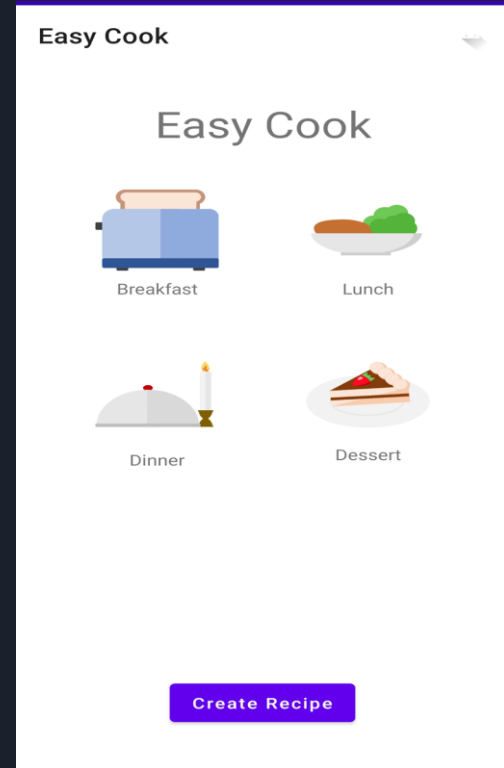 Easy Cook
Easy Cook
Breakfast
Lunch
Dinner
Dessert
Create Recipe